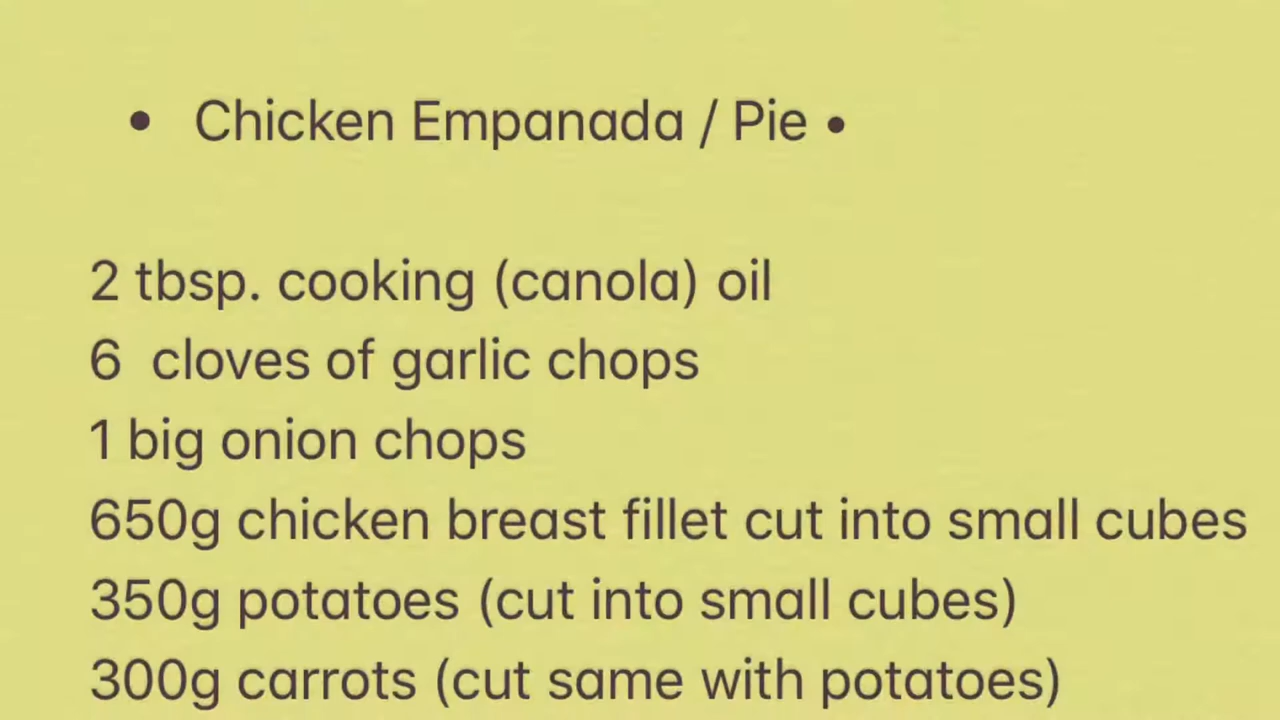 • Chicken Empanada / Pie •
2 tbsp. cooking (canola) oil
6 cloves of garlic chops
1 big onion chops
650g chicken breast fillet cut into small cubes
350g potatoes (cut into small cubes)
300g carrots (cut same with potatoes)